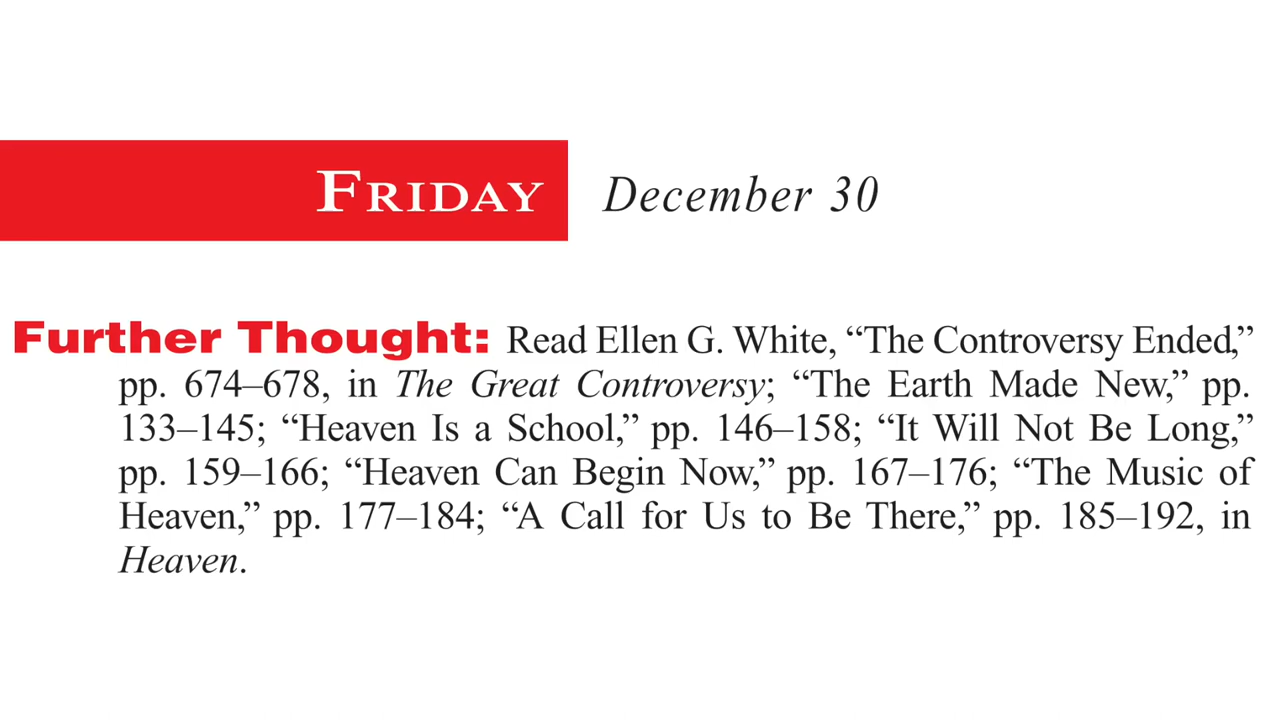 FRIDAY December 30
Further Thought: Read Ellen G. White, “The Controversy Ended,”
pp. 674–678, in The Great Controversy; “The Earth Made New,” pp.
133–145; “Heaven Is a School,” pp. 146–158; “It Will Not Be Long,”
pp. 159–166; “Heaven Can Begin Now,” pp. 167–176; “The Music of
Heaven,” pp. 177–184; “A Call for Us to Be There,” pp. 185–192, in
Heaven.